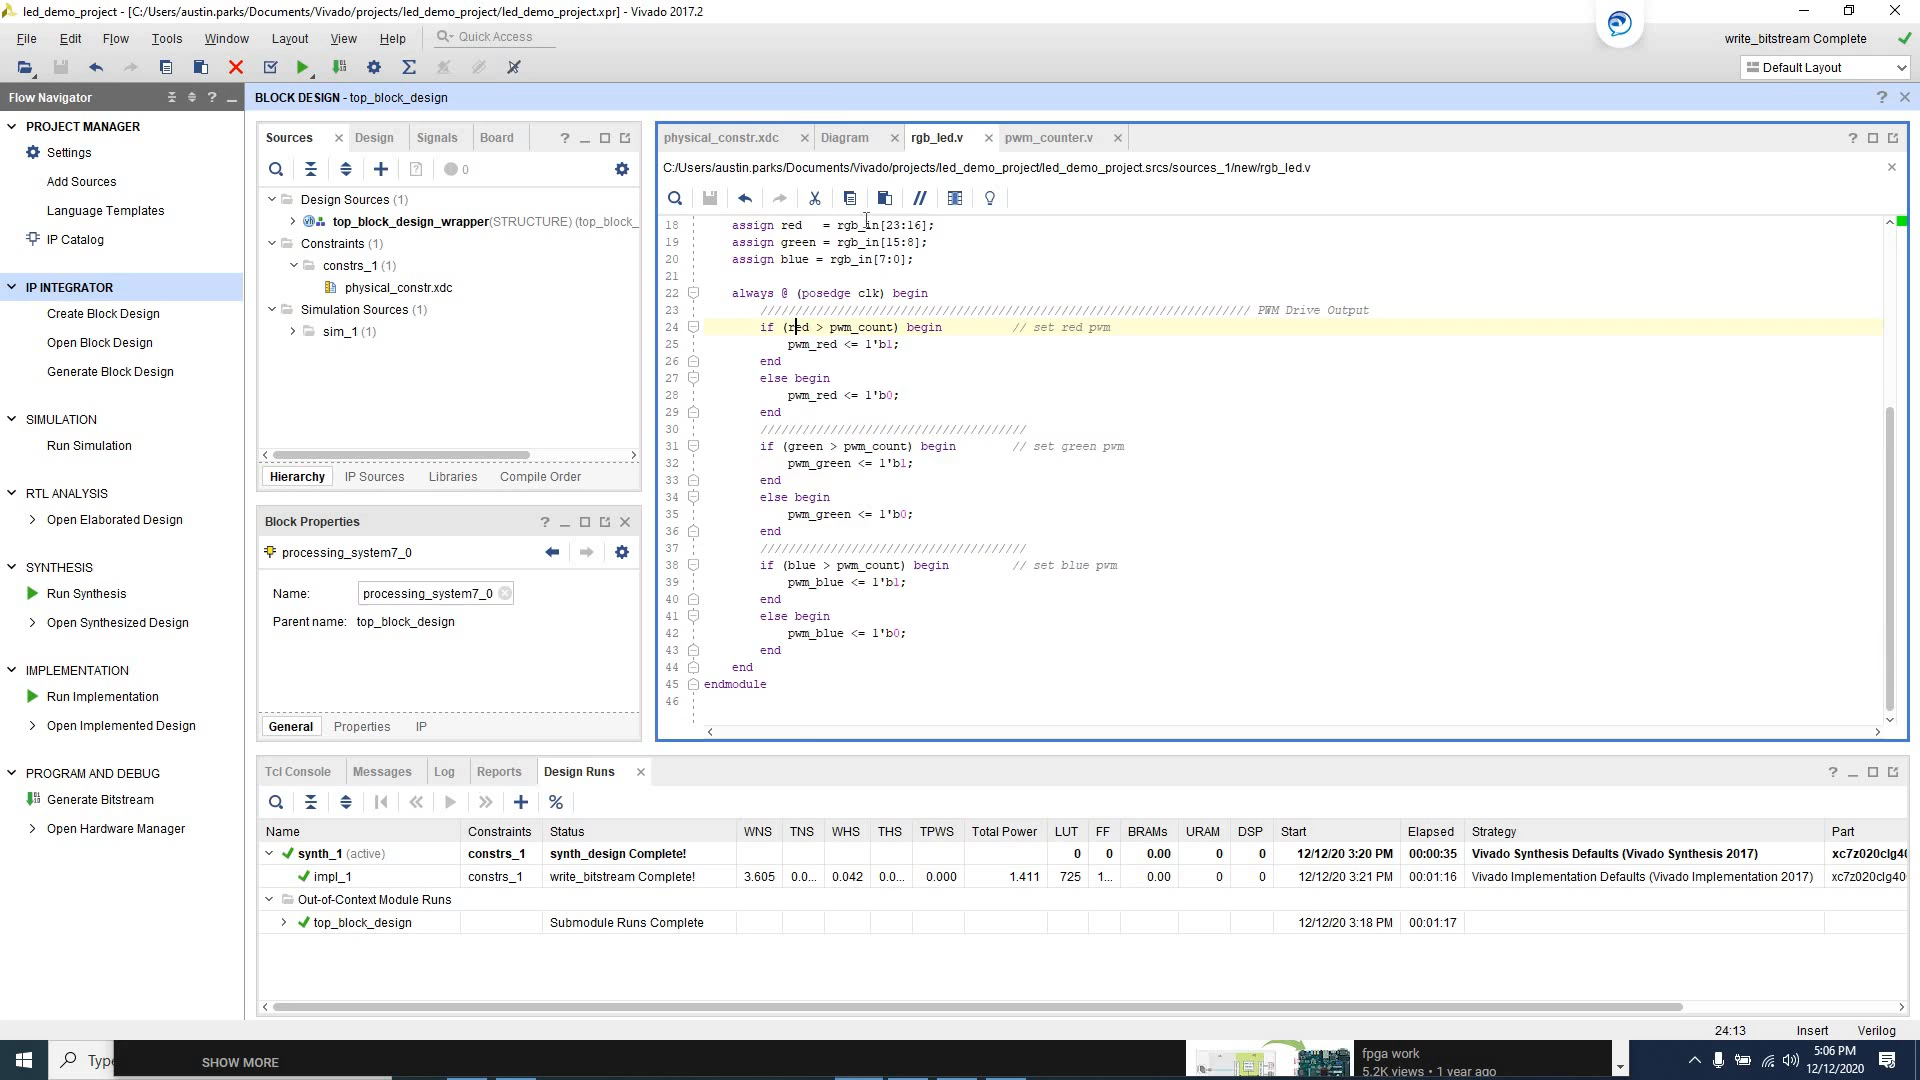 led_demo_project - [C:/Users/austin.parks/Documents/Vivado/projects/led_demo_project/led_demo_project.xpr] - Vivado 2017.2
File Edit Flow Tools Window Layout View Help Quick Access
write_bitstream Complete
Default Layout
Flow Navigator
BLOCK DESIGN - top_block_design
PROJECT MANAGER
Settings
Add Sources
Language Templates
IP Catalog
IP INTEGRATOR
Create Block Design
Open Block Design
Generate Block Design
SIMULATION
Run Simulation
RTL ANALYSIS
Open Elaborated Design
SYNTHESIS
Run Synthesis
Open Synthesized Design
IMPLEMENTATION
Run Implementation
Open Implemented Design
PROGRAM AND DEBUG
Generate Bitstream
Open Hardware Manager
Sources Design Signals Board
0
Design Sources (1)
top_block_design_wrapper(STRUCTURE) (top_block_
Constraints (1)
constrs_1 (1)
physical_constr.xdc
Simulation Sources (1)
sim_1 (1)
Hierarchy IP Sources Libraries Compile Order
Block Properties
processing_system7_0
Name: processing_system7_0
Parent name: top_block_design
General Properties IP
physical_constr.xdc Diagram rgb_led.v pwm_counter.v
C:/Users/austin.parks/Documents/Vivado/projects/led_demo_project/led_demo_project.srcs/sources_1/new/rgb_led.v
18 assign red = rgb_in[23:16];
19 assign green = rgb_in[15:8];
20 assign blue = rgb_in[7:0];
21
22 always @ (posedge clk) begin
23 ////////////////////////////////////////////////////////////////////// PWM Drive Output
24 if (red > pwm_count) begin // set red pwm
25 pwm_red <= 1'b1;
26 end
27 else begin
28 pwm_red <= 1'b0;
29 end
30 //////////////////////////////////////
31 if (green > pwm_count) begin // set green pwm
32 pwm_green <= 1'b1;
33 end
34 else begin
35 pwm_green <= 1'b0;
36 end
37 //////////////////////////////////////
38 if (blue > pwm_count) begin // set blue pwm
39 pwm_blue <= 1'b1;
40 end
41 else begin
42 pwm_blue <= 1'b0;
43 end
44 end
45 endmodule
46
Tcl Console Messages Log Reports Design Runs
Name Constraints Status WNS TNS WHS THS TPWS Total Power LUT FF BRAMs URAM DSP Start Elapsed Strategy Part
synth_1 (active) constrs_1 synth_design Complete! 0 0 0.00 0 0 12/12/20 3:20 PM 00:00:35 Vivado Synthesis Defaults (Vivado Synthesis 2017) xc7z020clg40
impl_1 constrs_1 write_bitstream Complete! 3.605 0.0... 0.042 0.0... 0.000 1.411 725 1... 0.00 0 0 12/12/20 3:21 PM 00:01:16 Vivado Implementation Defaults (Vivado Implementation 2017) xc7z020clg40
Out-of-Context Module Runs
top_block_design Submodule Runs Complete 12/12/20 3:18 PM 00:01:17
24:13 Insert Verilog
Type SHOW MORE
fpga work
5.2K views • 1 year ago
5:06 PM
12/12/2020